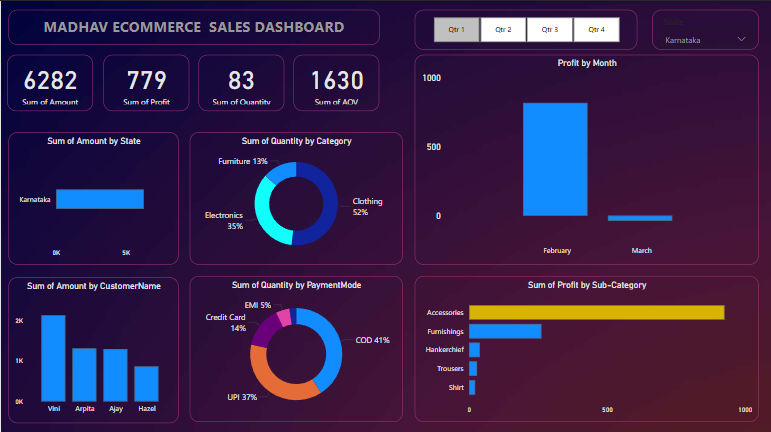 MADHAV ECOMMERCE SALES DASHBOARD
Qtr 1
Qtr 2
Qtr 3
Qtr 4
Karnataka
6282
Sum of Amount
779
Sum of Profit
83
Sum of Quantity
1630
Sum of AOV
Profit by Month
1000
500
0
February
March
Sum of Amount by State
Karnataka
0K
5K
Sum of Quantity by Category
Furniture 13%
Clothing
52%
Electronics
35%
Sum of Amount by CustomerName
2K
1K
0K
Vini
Arpita
Ajay
Hazel
Sum of Quantity by PaymentMode
EMI 5%
Credit Card
14%
COD 41%
UPI 37%
Sum of Profit by Sub-Category
Accessories
Furnishings
Hankerchief
Trousers
Shirt
0
500
1000